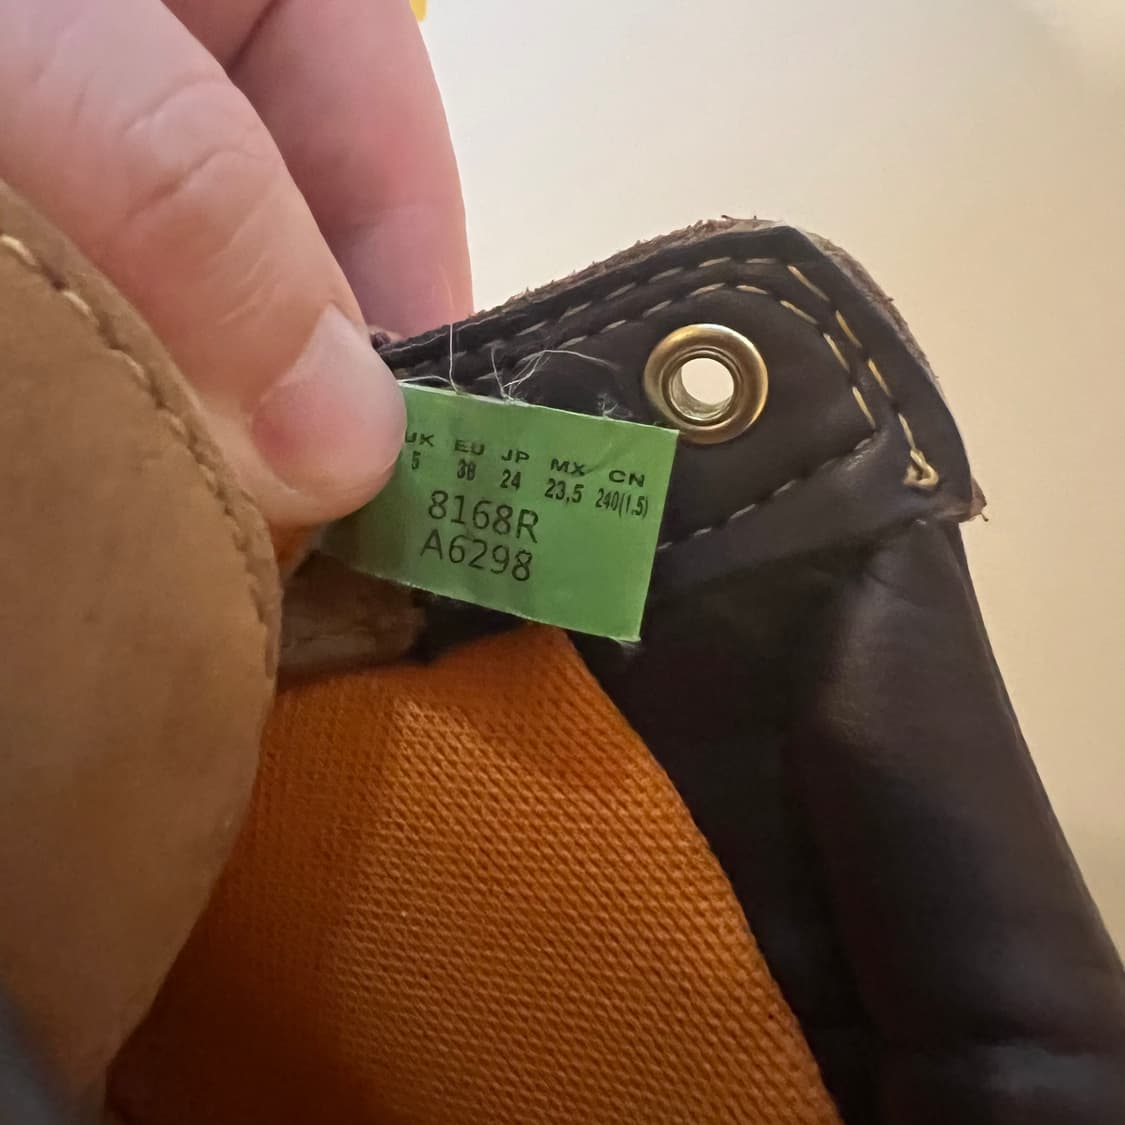 UK EU JP MX CN
5 38 24 23,5 240(1.5)
8168R
A6298